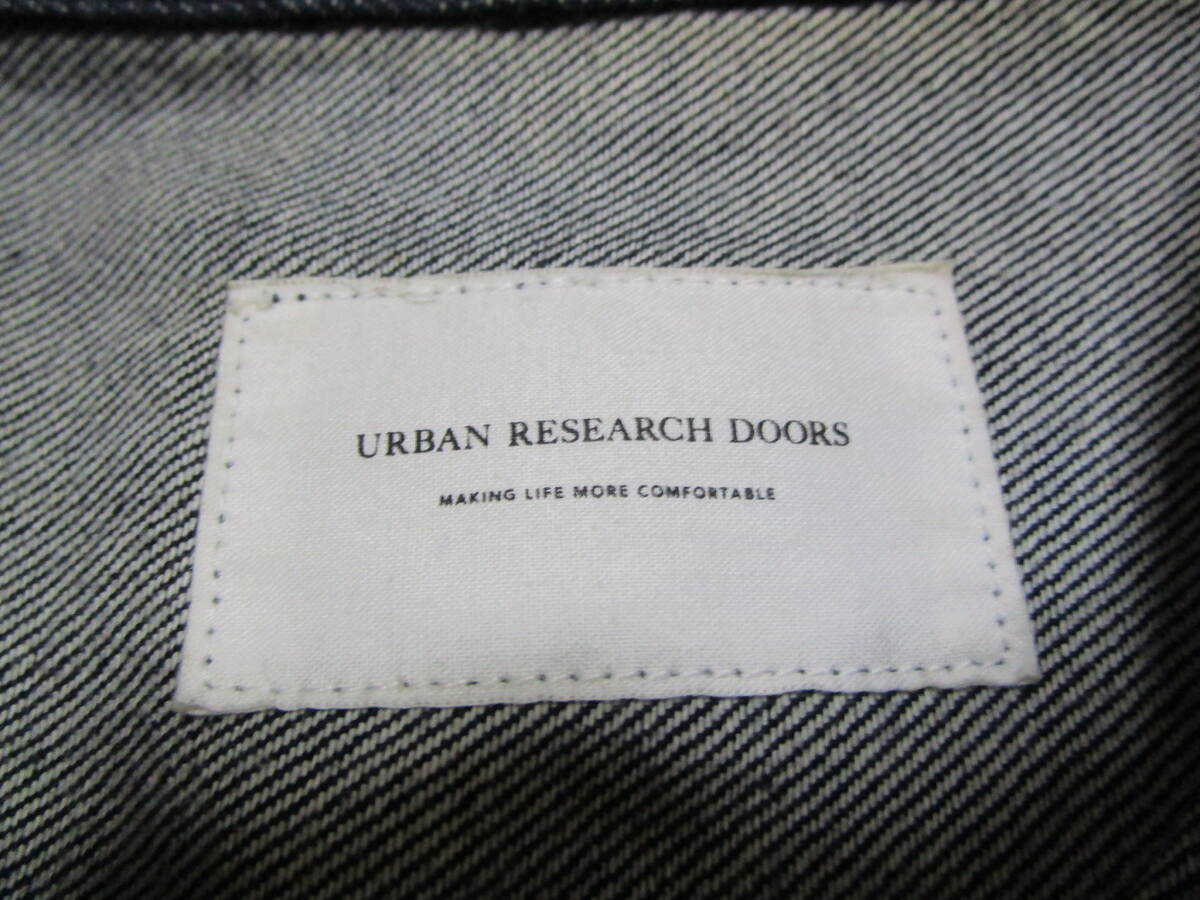 URBAN RESEARCH DOORS
MAKING LIFE MORE COMFORTABLE